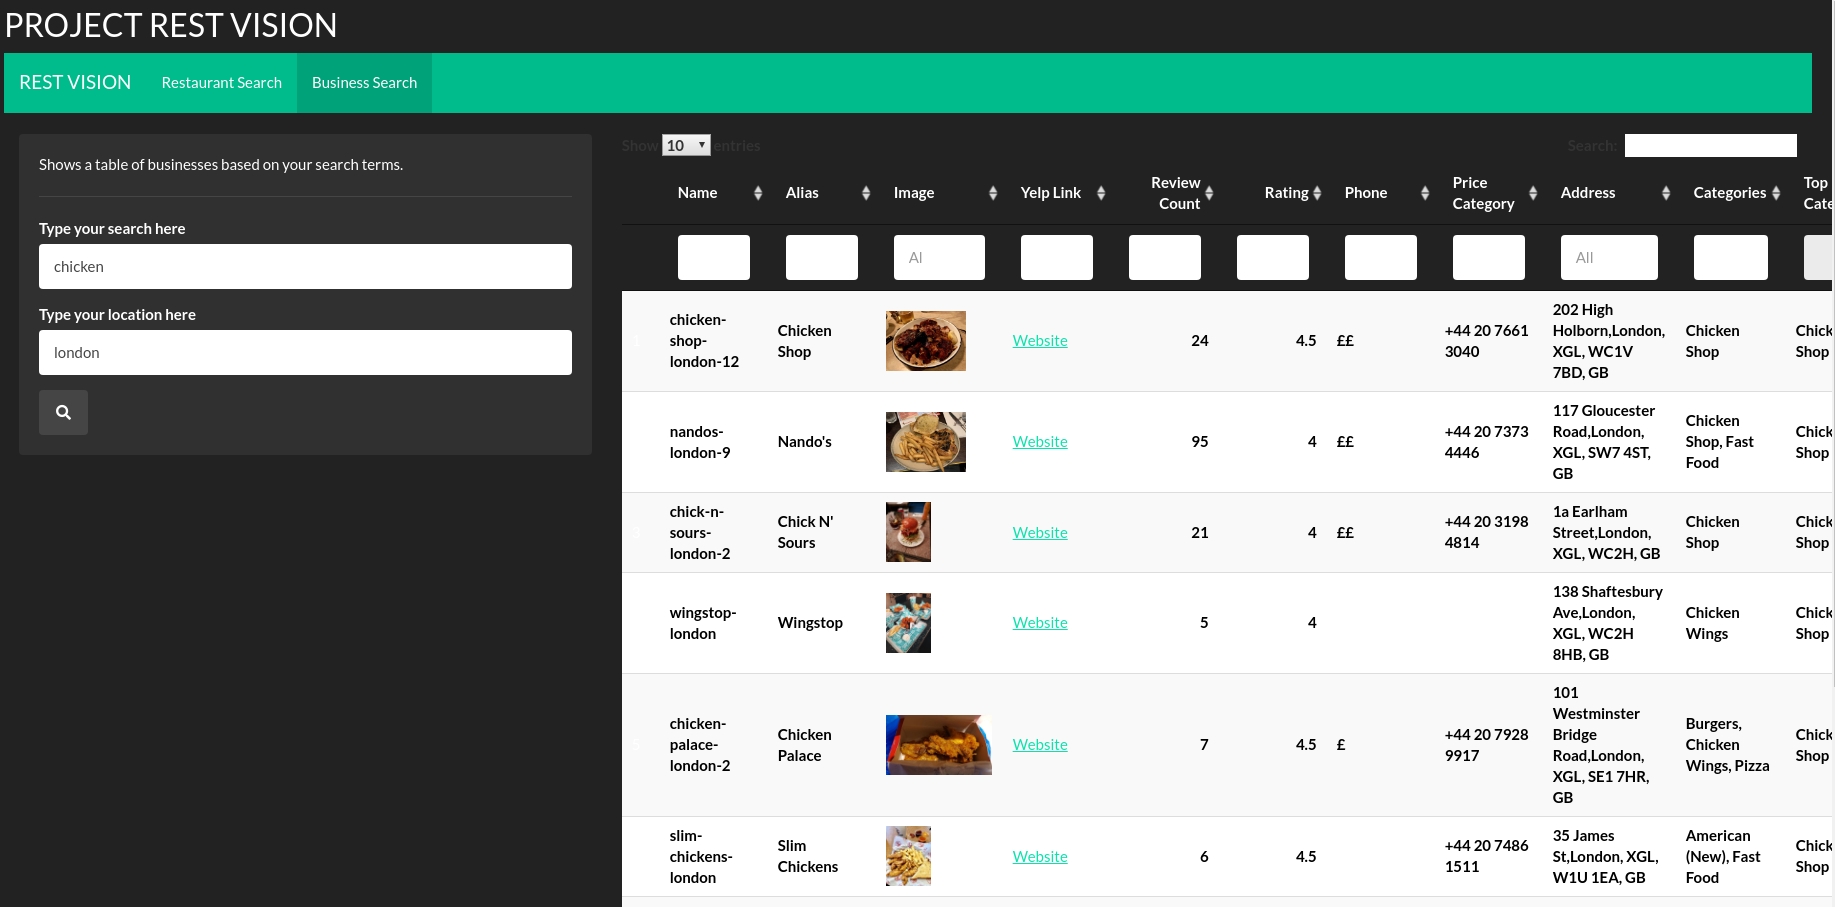 PROJECT REST VISION
REST VISION Restaurant Search Business Search
Shows a table of businesses based on your search terms.
Type your search here
chicken
Type your location here
london
Show 10 entries
Search:
Name Alias Image Yelp Link Review Count Rating Phone Price Category Address Categories Top Cate
Al All
1 chicken-shop-london-12 Chicken Shop Website 24 4.5 ££ +44 20 7661 3040 202 High Holborn,London, XGL, WC1V 7BD, GB Chicken Shop Chick Shop
nandos-london-9 Nando's Website 95 4 ££ +44 20 7373 4446 117 Gloucester Road,London, XGL, SW7 4ST, GB Chicken Shop, Fast Food Chick Shop
3 chick-n-sours-london-2 Chick N' Sours Website 21 4 ££ +44 20 3198 4814 1a Earlham Street,London, XGL, WC2H, GB Chicken Shop Chick Shop
wingstop-london Wingstop Website 5 4 138 Shaftesbury Ave,London, XGL, WC2H 8HB, GB Chicken Wings Chick Shop
5 chicken-palace-london-2 Chicken Palace Website 7 4.5 £ +44 20 7928 9917 101 Westminster Bridge Road,London, XGL, SE1 7HR, GB Burgers, Chicken Wings, Pizza Chick Shop
slim-chickens-london Slim Chickens Website 6 4.5 +44 20 7486 1511 35 James St,London, XGL, W1U 1EA, GB American (New), Fast Food Chick Shop